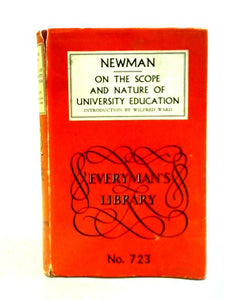 NEWMAN
ON THE SCOPE
AND NATURE OF
UNIVERSITY EDUCATION
INTRODUCTION BY WILFRED WARD
EVERYMAN'S
LIBRARY
No. 723